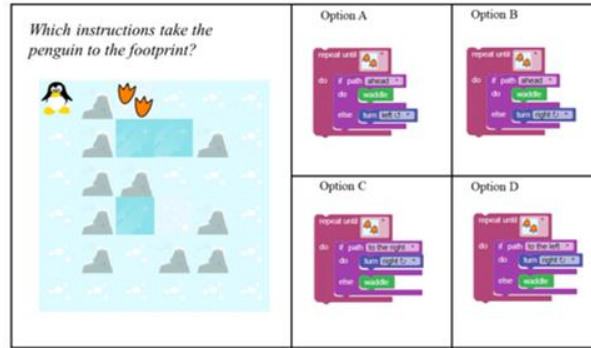 Which instructions take the
penguin to the footprint?
Option A
repeat until
do if path ahead
do waddle
else turn left ↺
Option B
repeat until
do if path ahead
do waddle
else turn right ↻
Option C
repeat until
do if path to the right
do turn right ↻
else waddle
Option D
repeat until
do if path to the left
do turn right ↻
else waddle